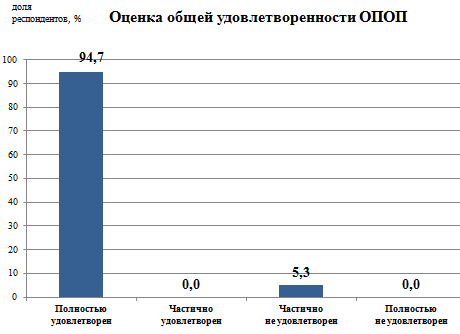 доля
респондентов, %
Оценка общей удовлетворенности ОПОП
100
90
80
70
60
50
40
30
20
10
0
94,7
0,0
5,3
0,0
Полностью
удовлетворен
Частично
удовлетворен
Частично
не удовлетворен
Полностью
не удовлетворен